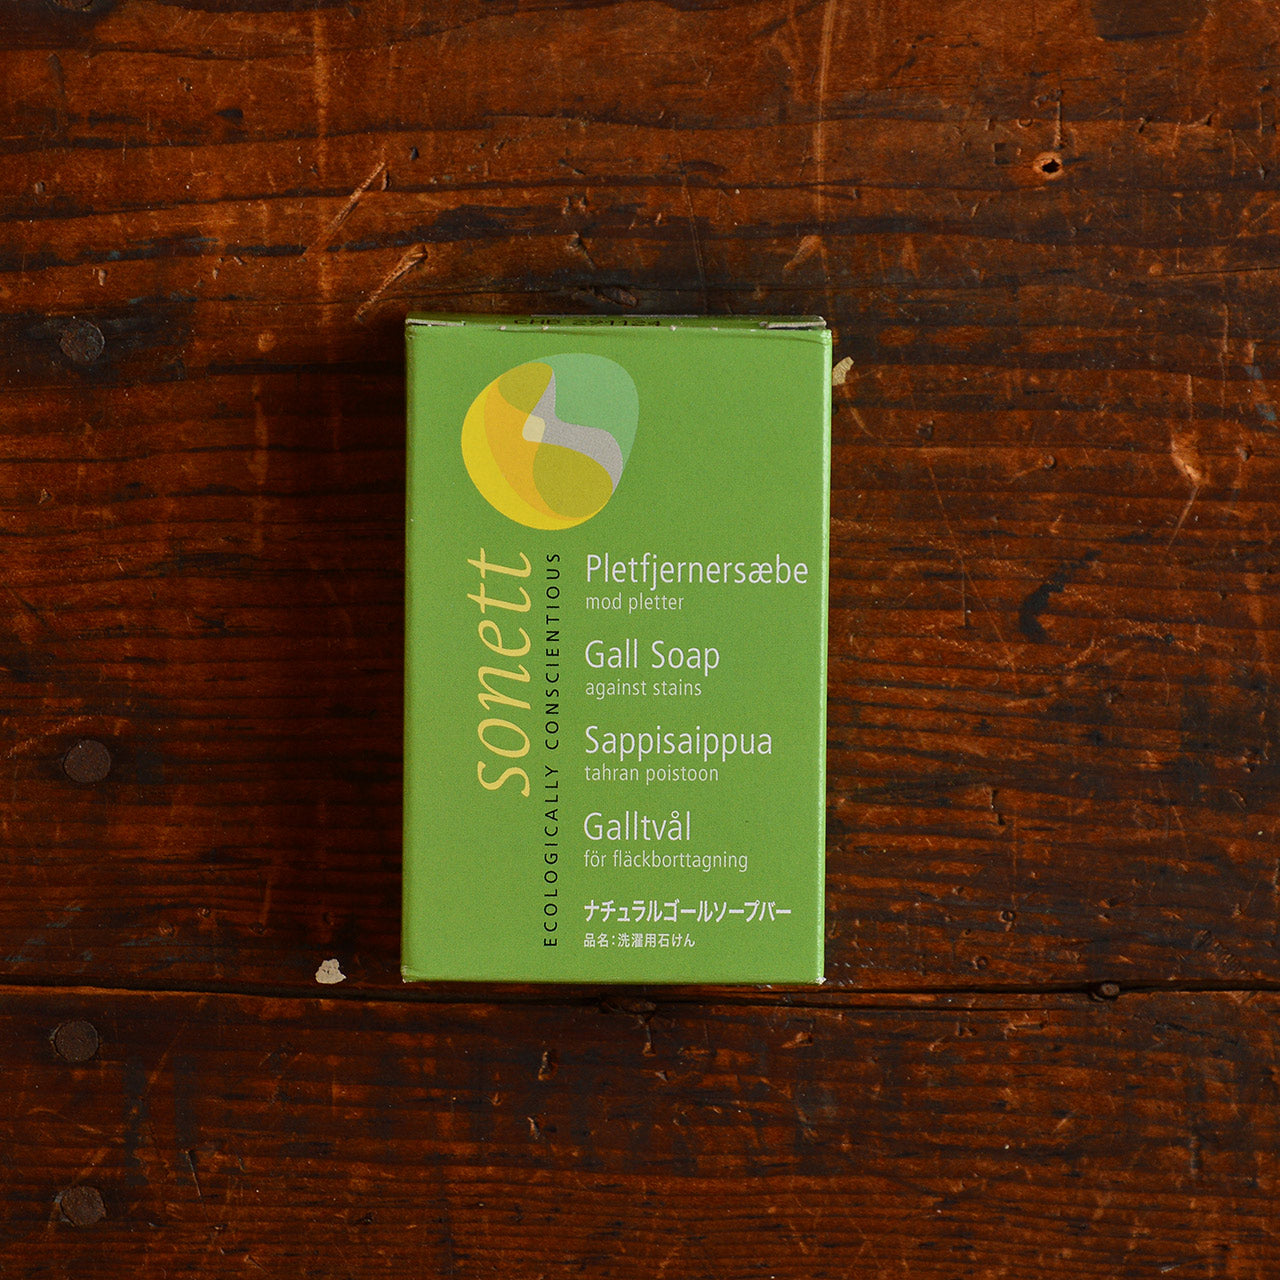 sonett
ECOLOGICALLY CONSCIENTIOUS
Pletfjernersæbe
mod pletter
Gall Soap
against stains
Sappisaippua
tahran poistoon
Galltvål
för fläckborttagning
ナチュラルゴールソープバー
品名:洗濯用石けん